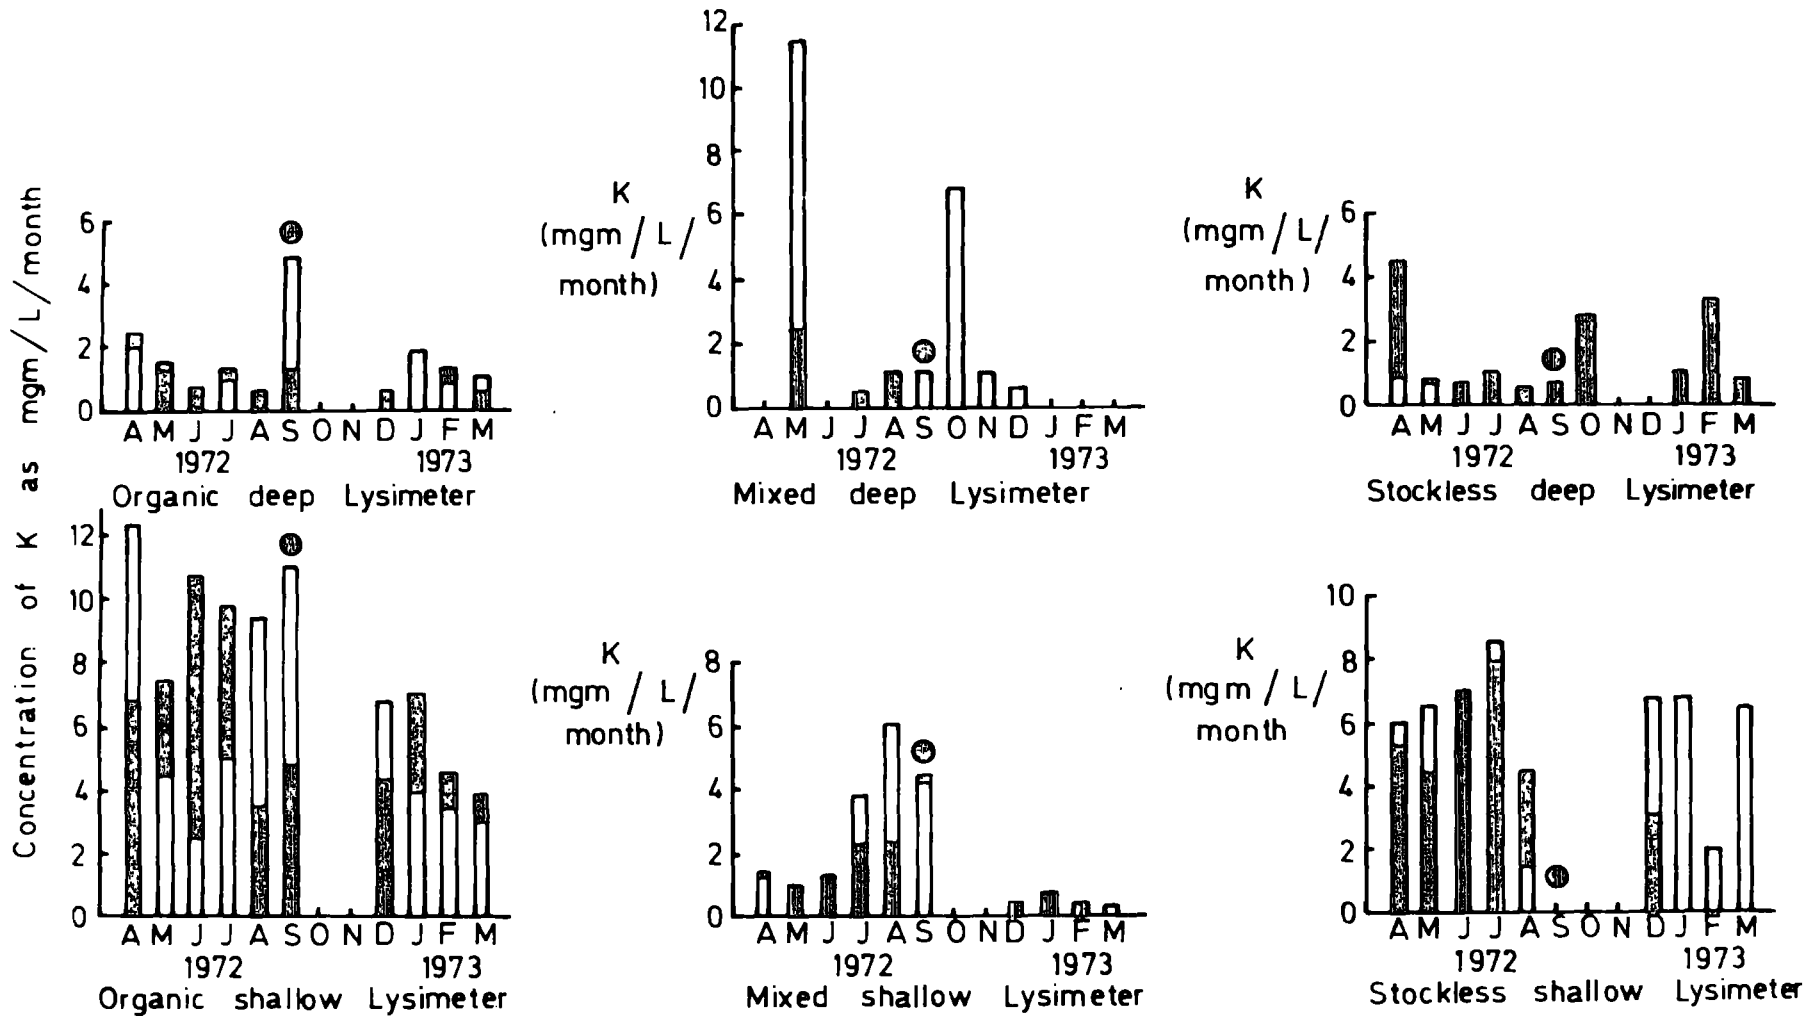 Concentration of K as mgm/L/month
6
4
2
0
A M J J A S O N D J F M
1972 1973
Organic deep Lysimeter
K
(mgm / L /
month)
12
10
8
6
4
2
0
A M J J A S O N D J F M
1972 1973
Mixed deep Lysimeter
K
(mgm / L /
month)
6
4
2
0
A M J J A S O N D J F M
1972 1973
Stockless deep Lysimeter
12
10
8
6
4
2
0
A M J J A S O N D J F M
1972 1973
Organic shallow Lysimeter
K
(mgm / L /
month)
8
6
4
2
0
A M J J A S O N D J F M
1972 1973
Mixed shallow Lysimeter
K
(mgm / L /
month
10
8
6
4
2
0
A M J J A S O N D J F M
1972 1973
Stockless shallow Lysimeter